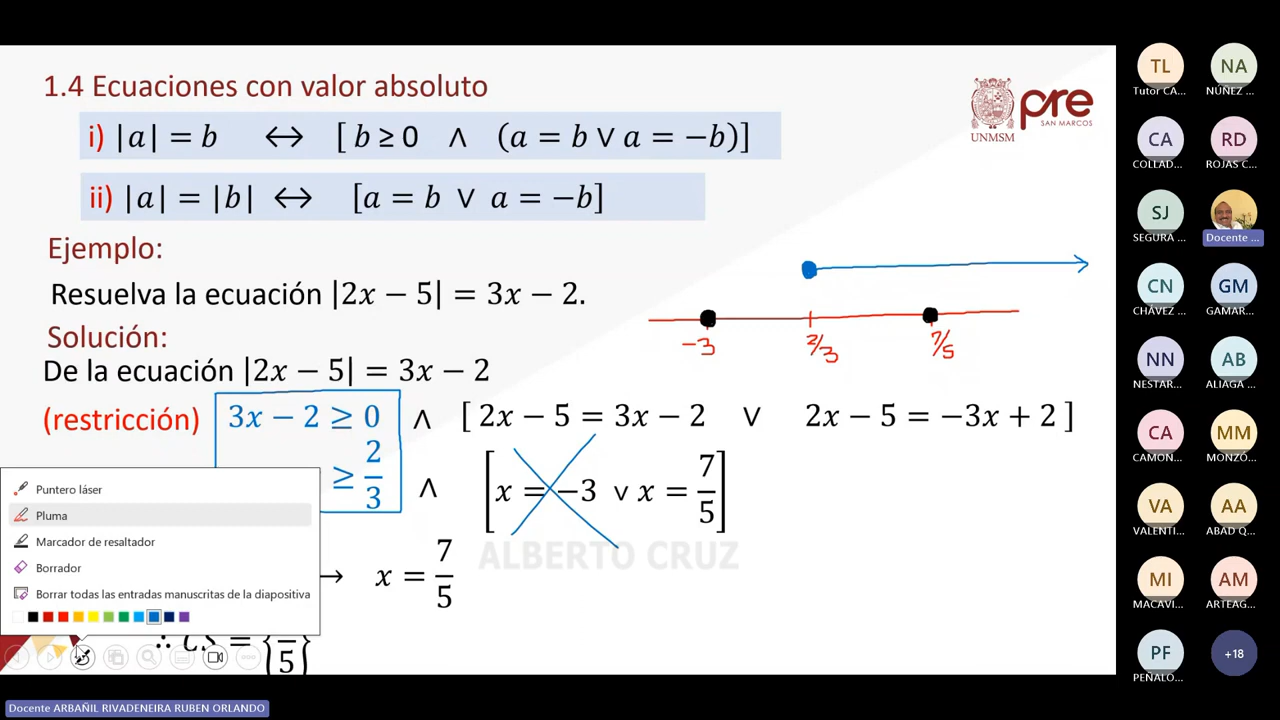 1.4 Ecuaciones con valor absoluto
i) |a| = b ↔ [ b ≥ 0 ∧ (a = b ∨ a = −b)]
ii) |a| = |b| ↔ [a = b ∨ a = −b]
pre
SAN MARCOS
UNMSM
Ejemplo:
Resuelva la ecuación |2x − 5| = 3x − 2.
Solución:
De la ecuación |2x − 5| = 3x − 2
−3 2/3 7/5
(restricción) 3x − 2 ≥ 0 ∧ [ 2x − 5 = 3x − 2 ∨ 2x − 5 = −3x + 2 ]
≥ 2/3 ∧ [x = −3 ∨ x = 7/5]
ALBERTO CRUZ
→ x = 7/5
∴ CS = { /5}
Puntero láser
Pluma
Marcador de resaltador
Borrador
Borrar todas las entradas manuscritas de la diapositiva
TL NA
Tutor CA... NÚÑEZ ...
CA RD
COLLAD... ROJAS C...
SJ
SEGURA ... Docente ...
CN GM
CHÁVEZ ... GAMAR...
NN AB
NESTAR... ALIAGA ...
CA MM
CAMON... MONZÓ...
VA AA
VALENTI... ABAD Q...
MI AM
MACAVI... ARTEAG...
PF +18
PEÑALO...
Docente ARBAÑIL RIVADENEIRA RUBEN ORLANDO